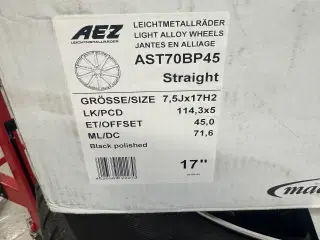 AEZ
LEICHTMETALLRÄDER
LEICHTMETALLRÄDER
LIGHT ALLOY WHEELS
JANTES EN ALLIAGE
AST70BP45
Straight
GRÖSSE/SIZE 7,5Jx17H2
LK/PCD 114,3x5
ET/OFFSET 45,0
ML/DC 71,6
Black polished
17"